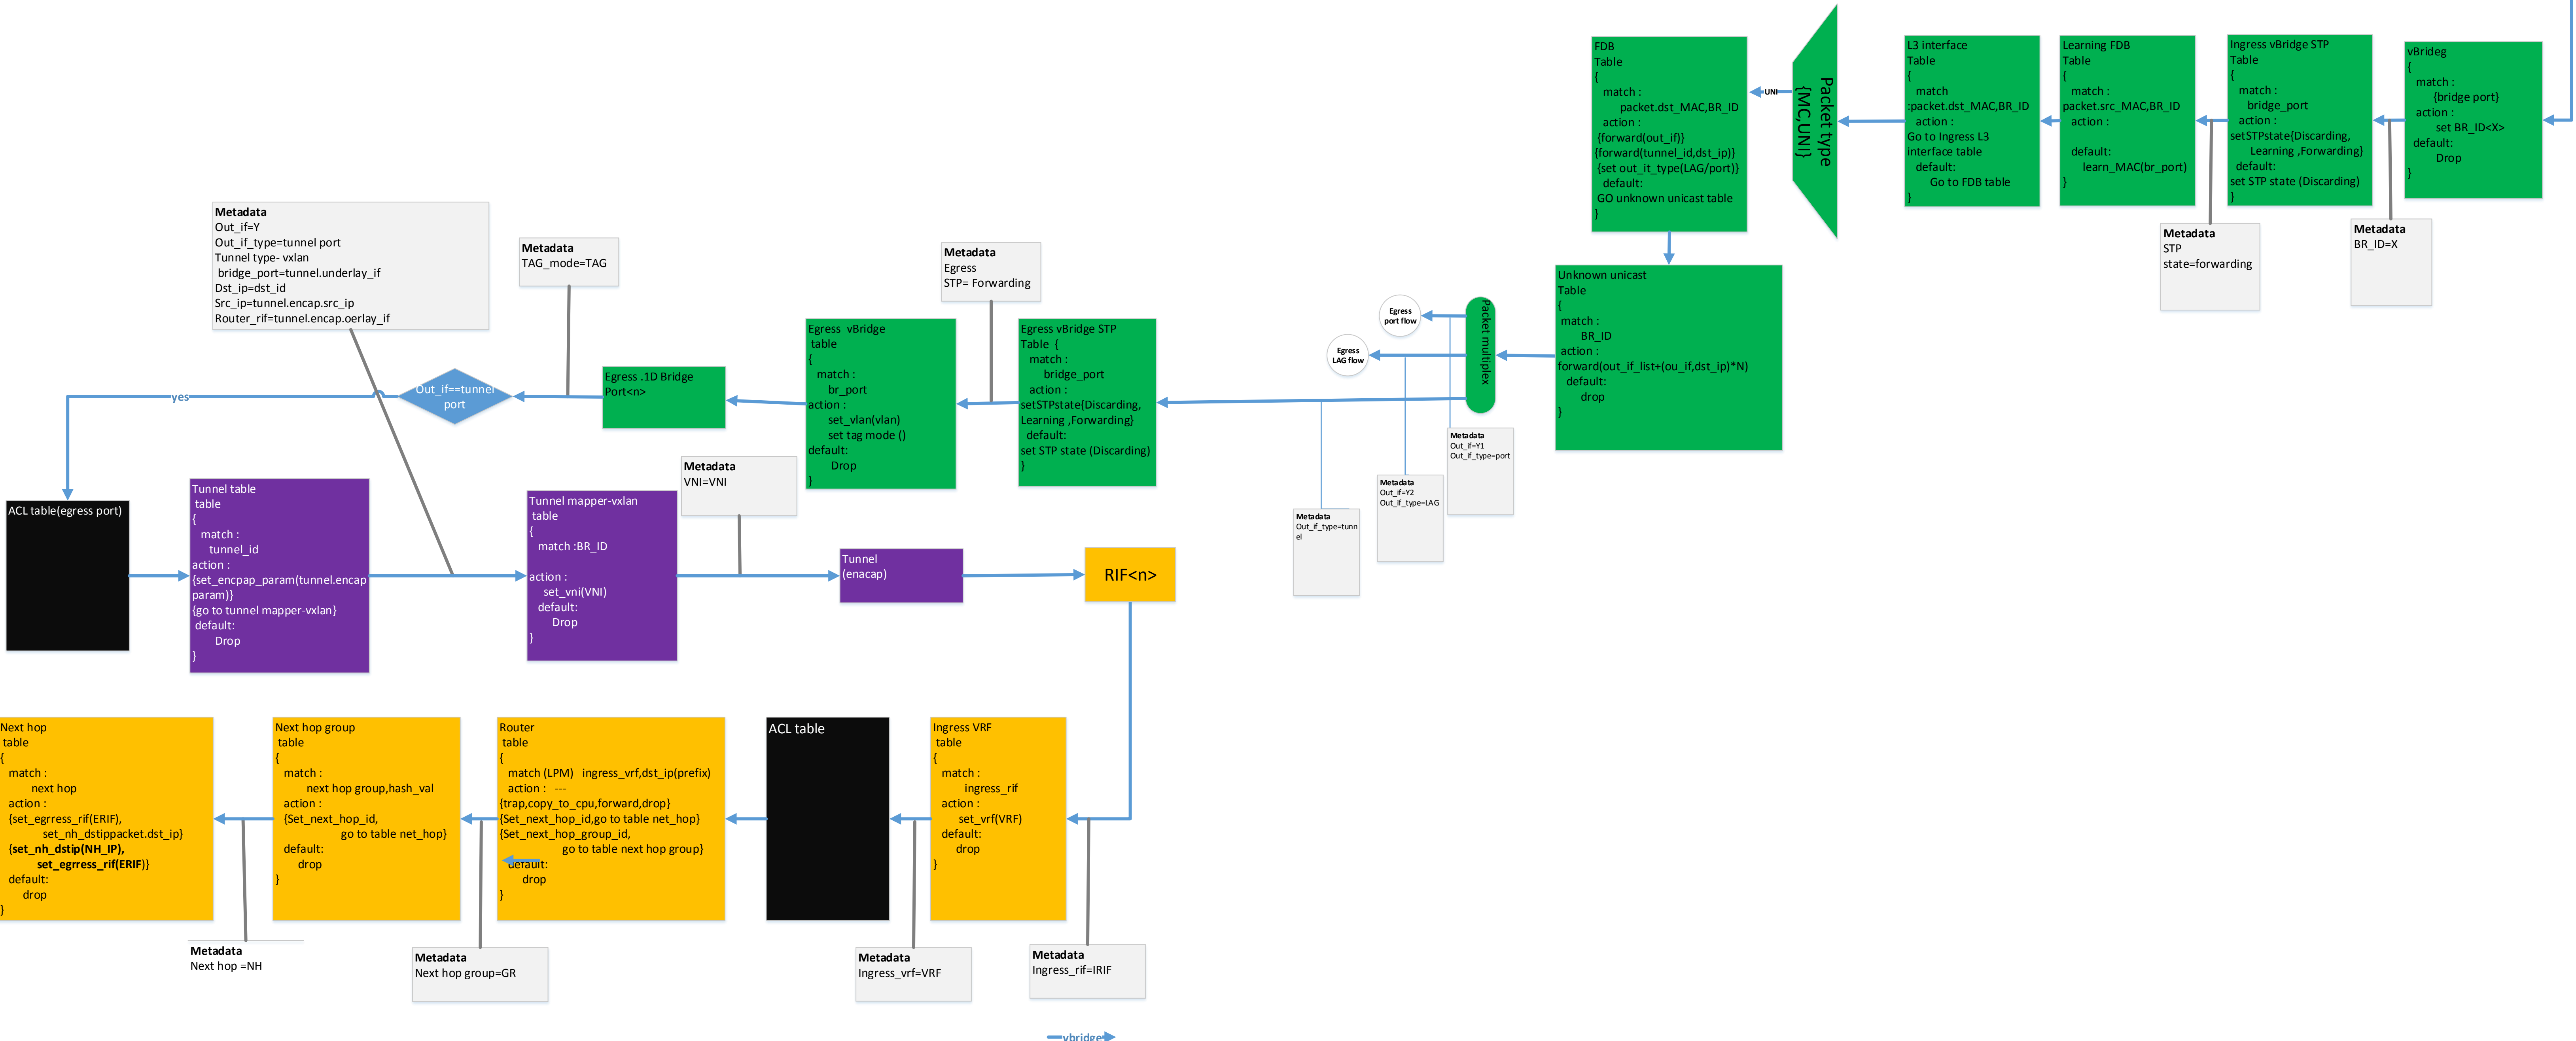 FDB
Table
{
match :
packet.dst_MAC,BR_ID
action :
{forward(out_if)}
{forward(tunnel_id,dst_ip)}
{set out_it_type(LAG/port)}
default:
GO unknown unicast table
}
UNI
Packet type
{MC,UNI}
L3 interface
Table
{
match
:packet.dst_MAC,BR_ID
action :
Go to Ingress L3
interface table
default:
Go to FDB table
}
Learning FDB
Table
{
match :
packet.src_MAC,BR_ID
action :
default:
learn_MAC(br_port)
}
Ingress vBridge STP
Table
{
match :
bridge_port
action :
setSTPstate{Discarding,
Learning ,Forwarding}
default:
set STP state (Discarding)
}
vBrideg
{
match :
{bridge port}
action :
set BR_ID<X>
default:
Drop
}
Metadata
STP
state=forwarding
Metadata
BR_ID=X
Metadata
Out_if=Y
Out_if_type=tunnel port
Tunnel type- vxlan
bridge_port=tunnel.underlay_if
Dst_ip=dst_id
Src_ip=tunnel.encap.src_ip
Router_rif=tunnel.encap.oerlay_if
Metadata
TAG_mode=TAG
Metadata
Egress
STP= Forwarding
Unknown unicast
Table
{
match :
BR_ID
action :
forward(out_if_list+(ou_if,dst_ip)*N)
default:
drop
}
Packet multiplex
Egress
port flow
Egress
LAG flow
Egress vBridge STP
Table {
match :
bridge_port
action :
setSTPstate{Discarding,
Learning ,Forwarding}
default:
set STP state (Discarding)
}
Egress vBridge
table
{
match :
br_port
action :
set_vlan(vlan)
set tag mode ()
default:
Drop
}
Egress .1D Bridge
Port<n>
Out_if==tunnel
port
yes
Metadata
Out_if=Y1
Out_if_type=port
Metadata
Out_if=Y2
Out_if_type=LAG
Metadata
Out_if_type=tunn
el
ACL table(egress port)
Tunnel table
table
{
match :
tunnel_id
action :
{set_encpap_param(tunnel.encap
param)}
{go to tunnel mapper-vxlan}
default:
Drop
}
Tunnel mapper-vxlan
table
{
match :BR_ID
action :
set_vni(VNI)
default:
Drop
}
Metadata
VNI=VNI
Tunnel
(enacap)
RIF<n>
Next hop
table
{
match :
next hop
action :
{set_egrress_rif(ERIF),
set_nh_dstippacket.dst_ip}
{set_nh_dstip(NH_IP),
set_egrress_rif(ERIF)}
default:
drop
}
Next hop group
table
{
match :
next hop group,hash_val
action :
{Set_next_hop_id,
go to table net_hop}
default:
drop
}
Router
table
{
match (LPM) ingress_vrf,dst_ip(prefix)
action : ---
{trap,copy_to_cpu,forward,drop}
{Set_next_hop_id,go to table net_hop}
{Set_next_hop_group_id,
go to table next hop group}
default:
drop
}
ACL table
Ingress VRF
table
{
match :
ingress_rif
action :
set_vrf(VRF)
default:
drop
}
Metadata
Next hop =NH
Metadata
Next hop group=GR
Metadata
Ingress_vrf=VRF
Metadata
Ingress_rif=IRIF
vbridge